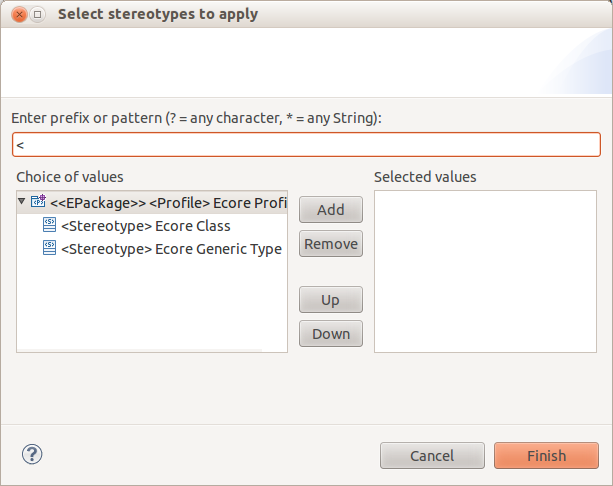 Select stereotypes to apply
Enter prefix or pattern (? = any character, * = any String):
<
Choice of values
Selected values
<<EPackage>> <Profile> Ecore Profi
<Stereotype> Ecore Class
<Stereotype> Ecore Generic Type
Add
Remove
Up
Down
?
Cancel
Finish